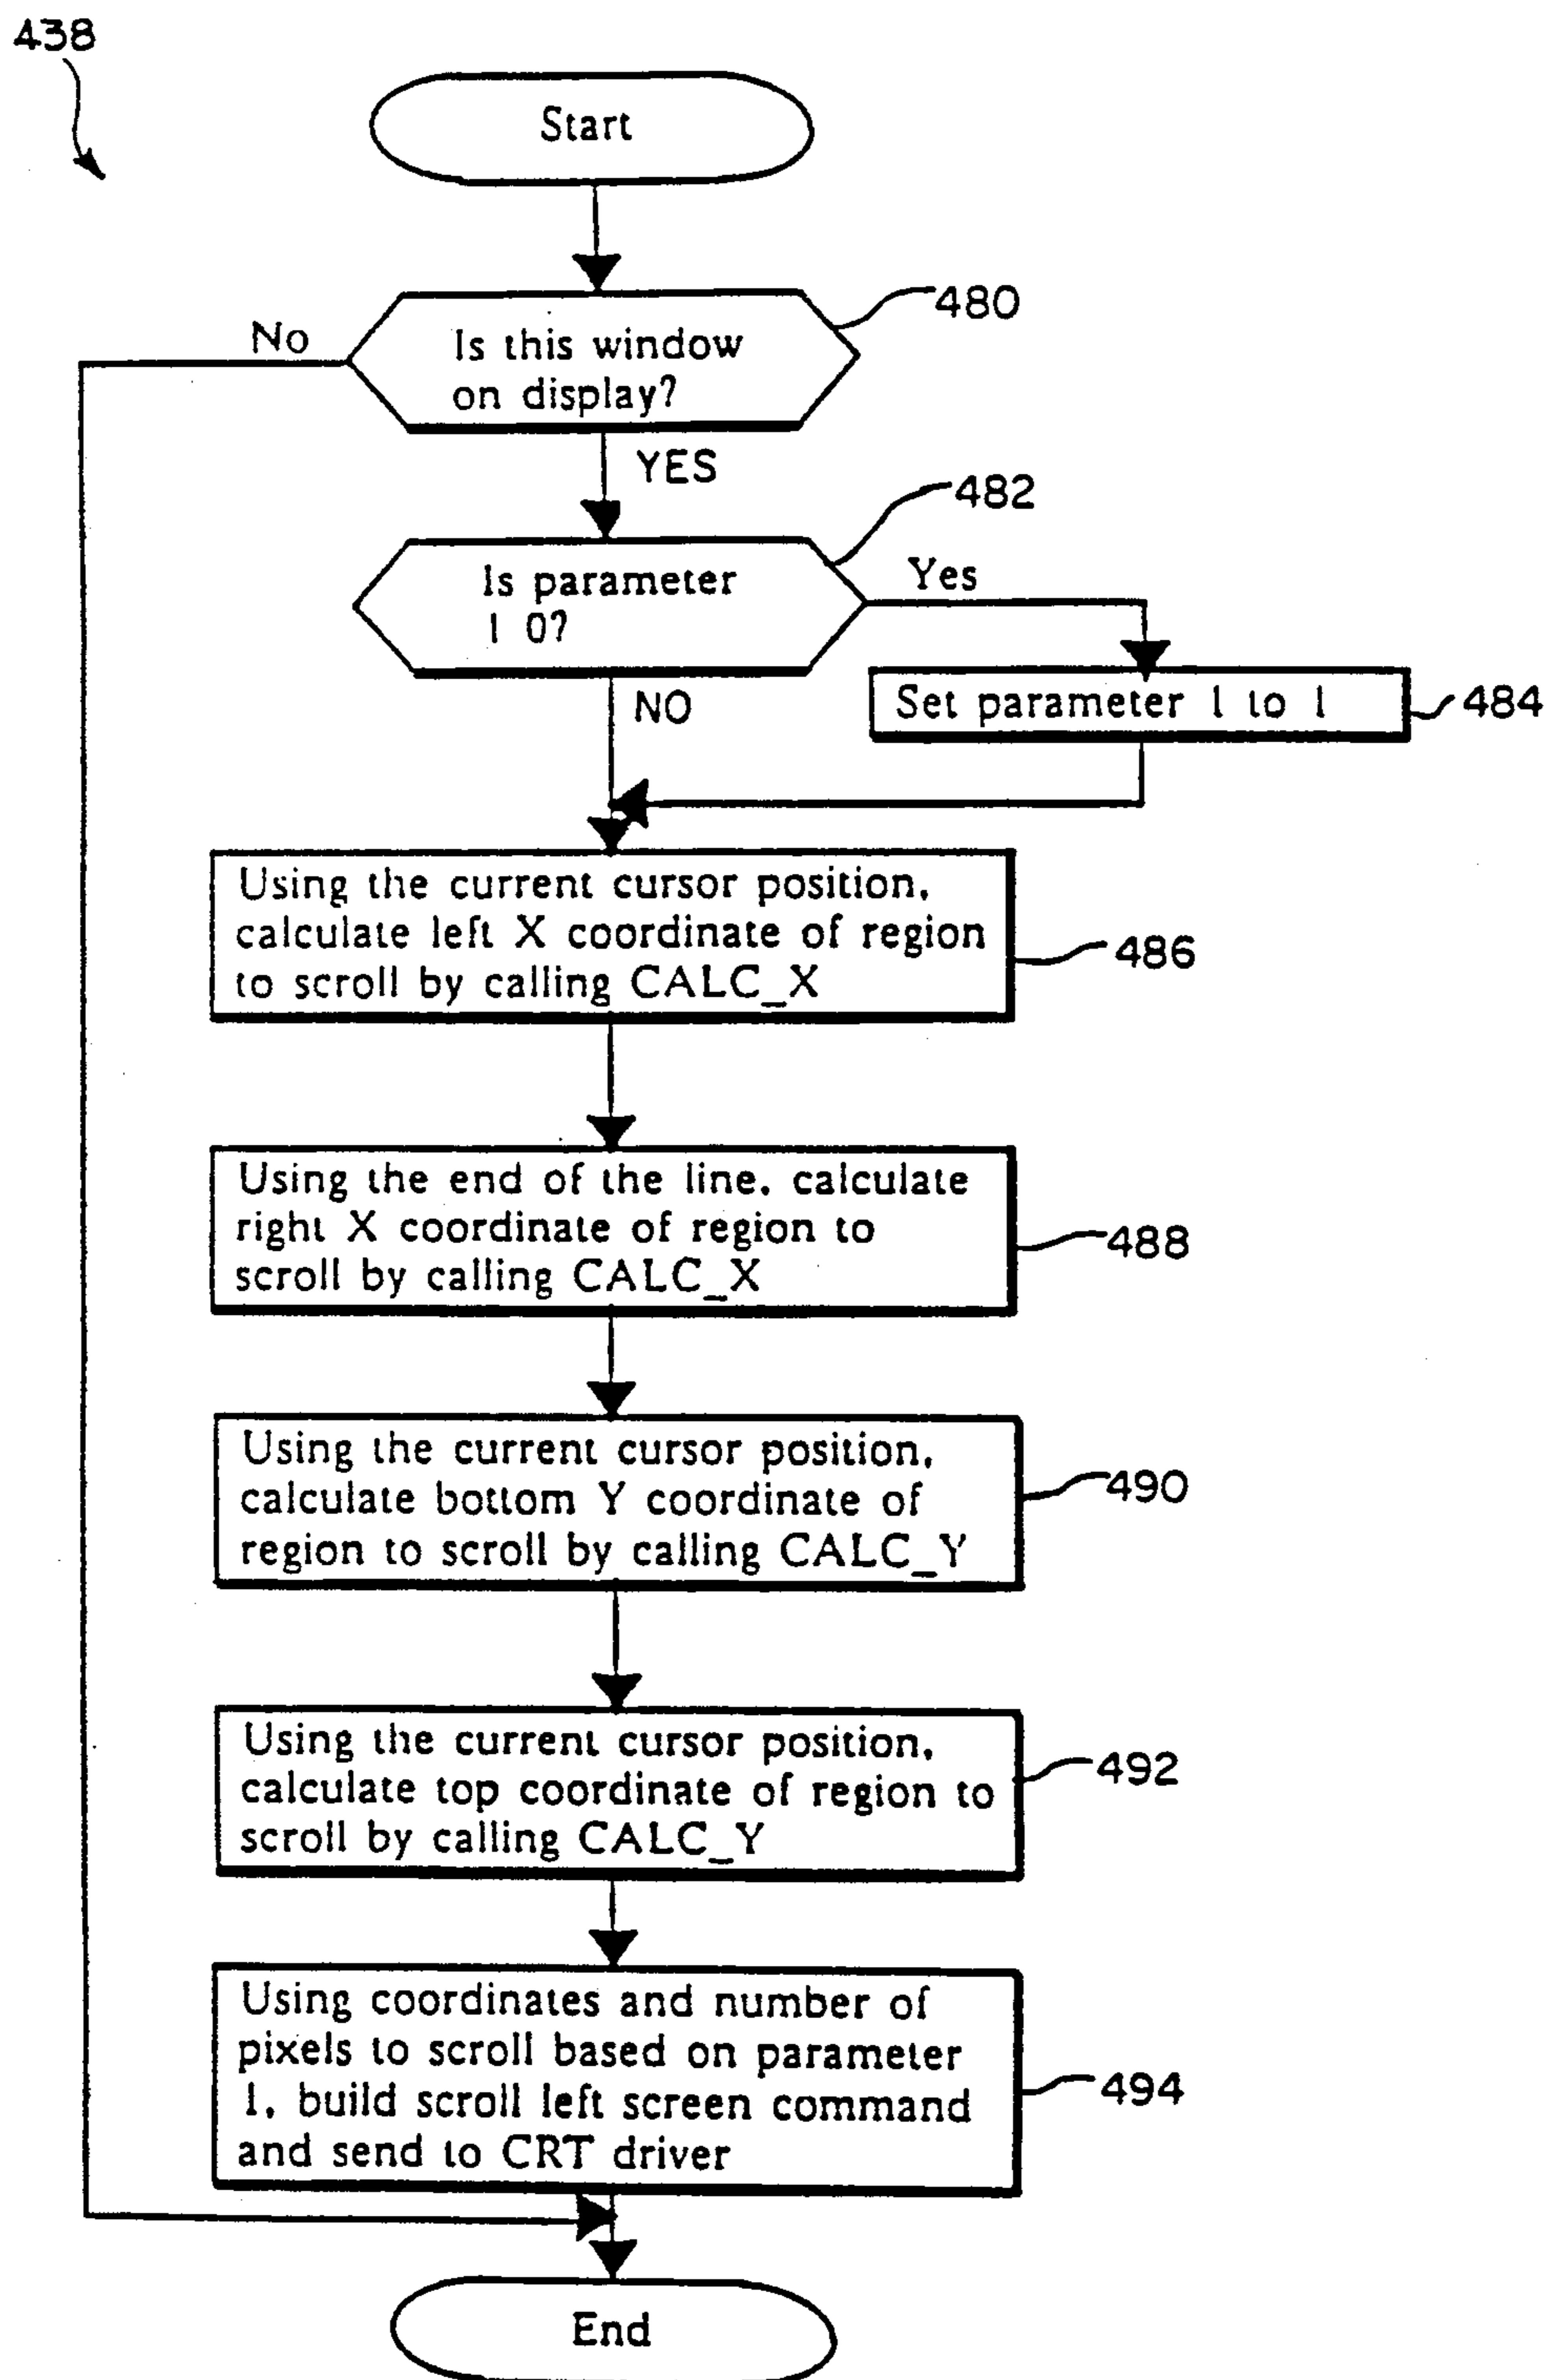 438
Start
480
No
Is this window
on display?
YES
482
Is parameter
1 0?
Yes
NO
Set parameter 1 to 1
484
Using the current cursor position,
calculate left X coordinate of region
to scroll by calling CALC_X
486
Using the end of the line, calculate
right X coordinate of region to
scroll by calling CALC_X
488
Using the current cursor position,
calculate bottom Y coordinate of
region to scroll by calling CALC_Y
490
Using the current cursor position,
calculate top coordinate of region to
scroll by calling CALC_Y
492
Using coordinates and number of
pixels to scroll based on parameter
1, build scroll left screen command
and send to CRT driver
494
End